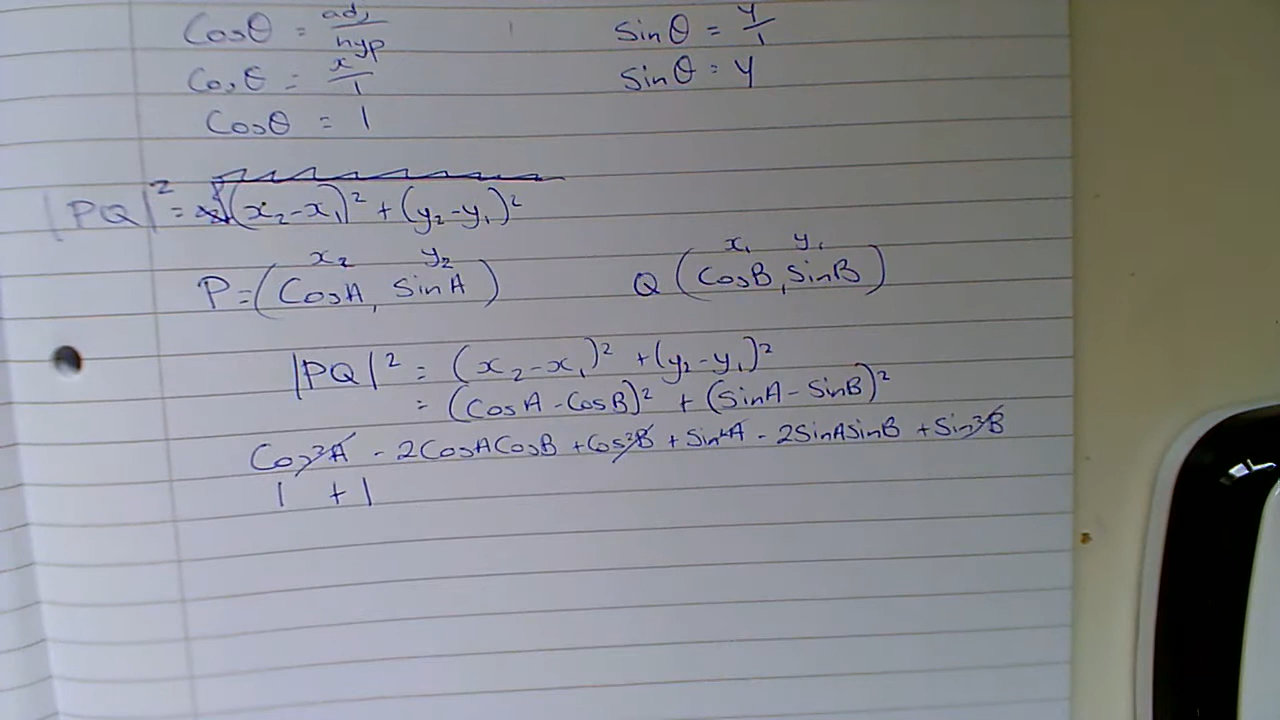 Cosθ = adj/hyp    Sinθ = y/1
Cosθ = x/1    Sinθ = y
Cosθ = 1
|PQ|² = (x₂-x₁)² + (y₂-y₁)²
x₂ y₂    x₁ y₁
P = (CosA, SinA)    Q (CosB, SinB)
|PQ|² = (x₂-x₁)² + (y₂-y₁)²
= (CosA - CosB)² + (SinA - SinB)²
Cos²A - 2CosACosB + Cos²B + Sin²A - 2SinASinB + Sin²B
1 + 1